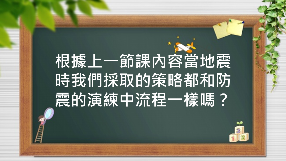 根據上一節課內容當地震
時我們採取的策略都和防
震的演練中流程一樣嗎？